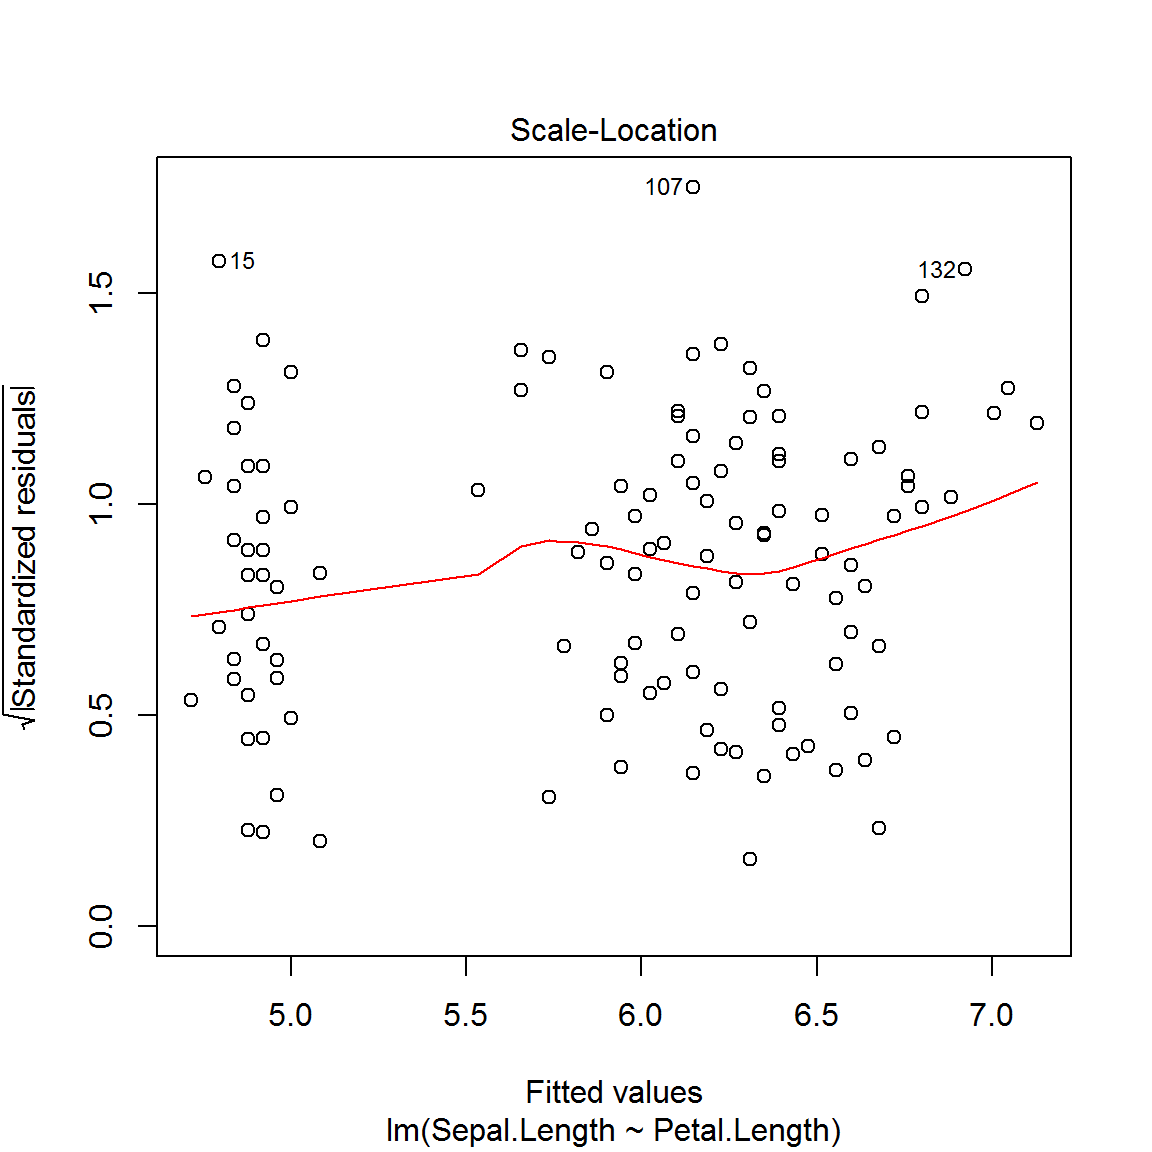 Scale-Location
107
15
132
1.5
1.0
0.5
0.0
√|Standardized residuals|
5.0 5.5 6.0 6.5 7.0
Fitted values
lm(Sepal.Length ~ Petal.Length)